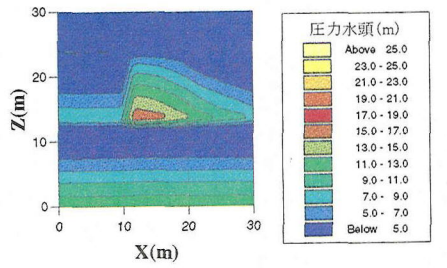 30
20
10
0
0 10 20 30
Z(m)
X(m)
圧力水頭(m)
Above 25.0
23.0 - 25.0
21.0 - 23.0
19.0 - 21.0
17.0 - 19.0
15.0 - 17.0
13.0 - 15.0
11.0 - 13.0
9.0 - 11.0
7.0 - 9.0
5.0 - 7.0
Below 5.0